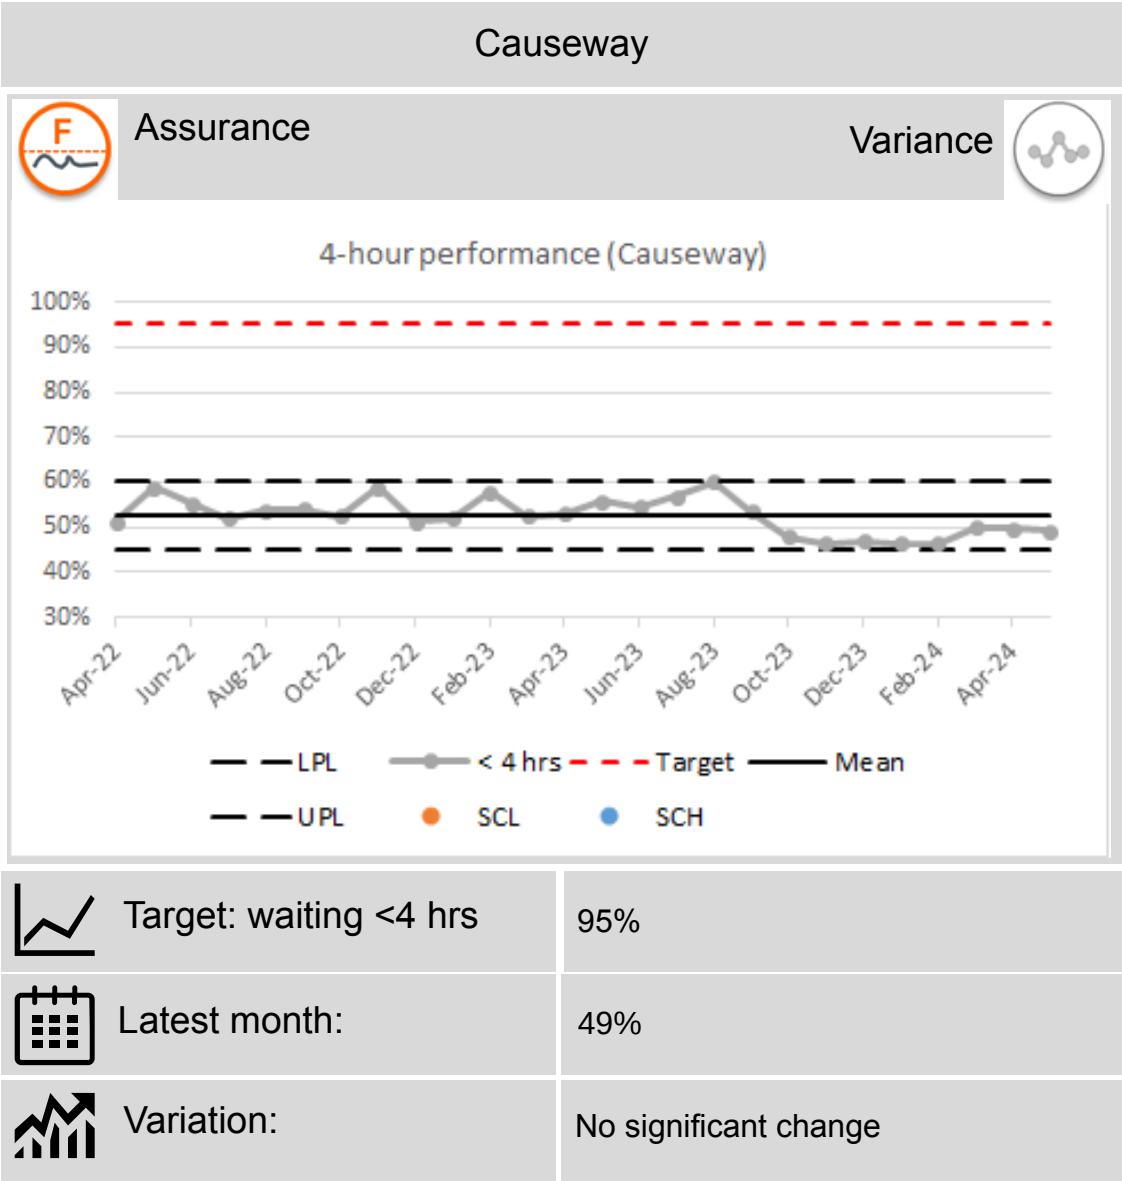 Causeway
F
Assurance
Variance
4-hour performance (Causeway)
100%
90%
80%
70%
60%
50%
40%
30%
Apr-22
Jun-22
Aug-22
Oct-22
Dec-22
Feb-23
Apr-23
Jun-23
Aug-23
Oct-23
Dec-23
Feb-24
Apr-24
LPL
< 4 hrs
Target
Mean
UPL
SCL
SCH
Target: waiting <4 hrs
95%
Latest month:
49%
Variation:
No significant change